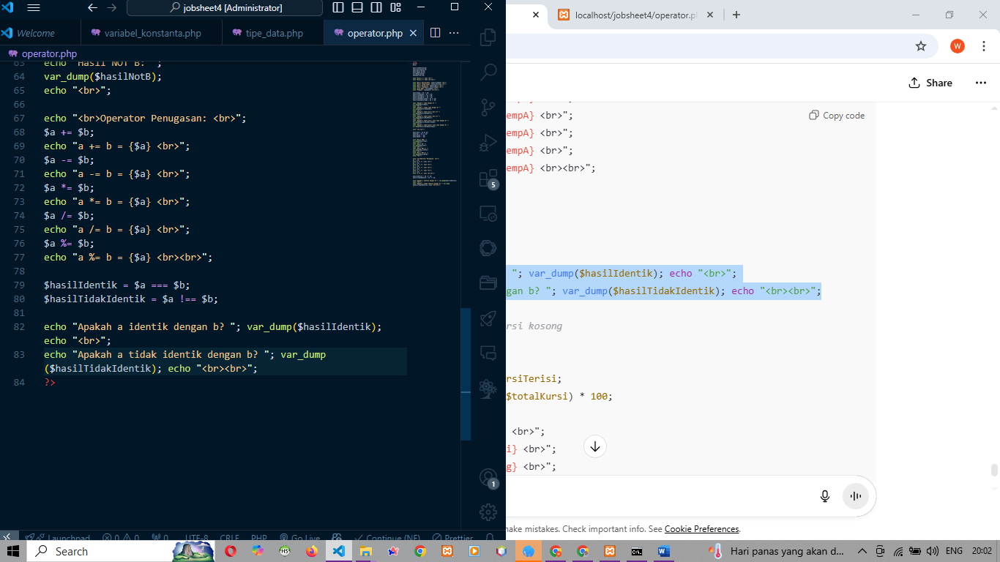 jobsheet4 [Administrator]
Welcome
variabel_konstanta.php
tipe_data.php
operator.php
operator.php
63 echo "Hasil NOT B: ";
64 var_dump($hasilNotB);
65 echo "<br>";
66
67 echo "<br>Operator Penugasan: <br>";
68 $a += $b;
69 echo "a += b = {$a} <br>";
70 $a -= $b;
71 echo "a -= b = {$a} <br>";
72 $a *= $b;
73 echo "a *= b = {$a} <br>";
74 $a /= $b;
75 echo "a /= b = {$a} <br>";
76 $a %= $b;
77 echo "a %= b = {$a} <br><br>";
78
79 $hasilIdentik = $a === $b;
80 $hasilTidakIdentik = $a !== $b;
81
82 echo "Apakah a identik dengan b? "; var_dump($hasilIdentik);
echo "<br>";
83 echo "Apakah a tidak identik dengan b? "; var_dump
($hasilTidakIdentik); echo "<br><br>";
84 ?>
5
1
Launchpad 0 0 0 UTF-8 CRLF PHP Go Live Continue (NE) Prettier
localhost/jobsheet4/operator.p
W
Share
Copy code
empA} <br>";
empA} <br>";
empA} <br>";
empA} <br><br>";
"; var_dump($hasilIdentik); echo "<br>";
gan b? "; var_dump($hasilTidakIdentik); echo "<br><br>";
rsi kosong
rsiTerisi;
$totalKursi) * 100;
<br>";
i} <br>";
g} <br>";
make mistakes. Check important info. See Cookie Preferences.
Search
Hari panas yang akan d...
ENG
20:02